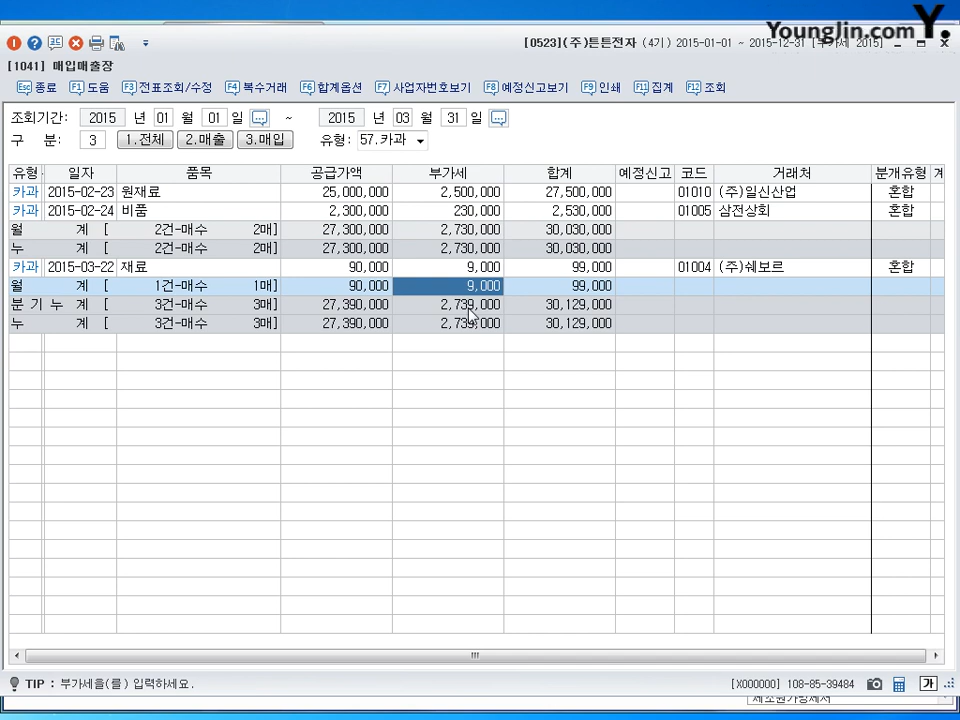 Younglin.com Y.
[0523](주)튼튼전자 (4기) 2015-01-01 ~ 2015-12-31 [부가세 2015]
[1041] 매입매출장
Esc 종료 F1 도움 F3 전표조회/수정 F4 복수거래 F6 합계옵션 F7 사업자번호보기 F8 예정신고보기 F9 인쇄 F11 집계 F12 조회
조회기간: 2015 년 01 월 01 일 ~ 2015 년 03 월 31 일
구 분: 3 1.전체 2.매출 3.매입 유형: 57.카과
유형 일자 품목 공급가액 부가세 합계 예정신고 코드 거래처 분개유형 계
카과 2015-02-23 원재료 25,000,000 2,500,000 27,500,000 01010 (주)일신산업 혼합
카과 2015-02-24 비품 2,300,000 230,000 2,530,000 01005 삼전상회 혼합
월 계 [ 2건-매수 2매] 27,300,000 2,730,000 30,030,000
누 계 [ 2건-매수 2매] 27,300,000 2,730,000 30,030,000
카과 2015-03-22 재료 90,000 9,000 99,000 01004 (주)쉐보르 혼합
월 계 [ 1건-매수 1매] 90,000 9,000 99,000
분 기 누 계 [ 3건-매수 3매] 27,390,000 2,739,000 30,129,000
누 계 [ 3건-매수 3매] 27,390,000 2,739,000 30,129,000
TIP : 부가세을(를) 입력하세요. [X000000] 108-85-39484 가